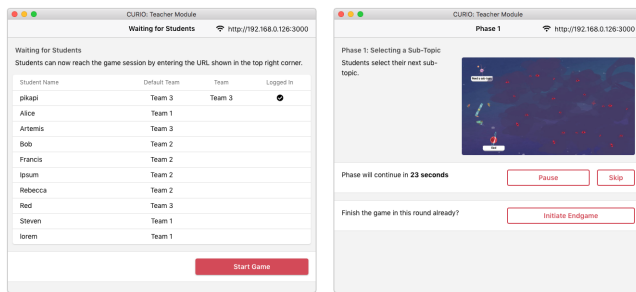 CURIO: Teacher Module
Waiting for Students http://192.168.0.126:3000
Waiting for Students
Students can now reach the game session by entering the URL shown in the top right corner.
Student Name Default Team Team Logged In
pikapi Team 3 Team 3
Alice Team 1
Artemis Team 3
Bob Team 2
Francis Team 2
Ipsum Team 2
Rebecca Team 2
Red Team 3
Steven Team 1
lorem Team 1
Start Game
CURIO: Teacher Module
Phase 1 http://192.168.0.126:3000
Phase 1: Selecting a Sub-Topic
Students select their next sub-
topic.
Phase will continue in 23 seconds Pause Skip
Finish the game in this round already? Initiate Endgame